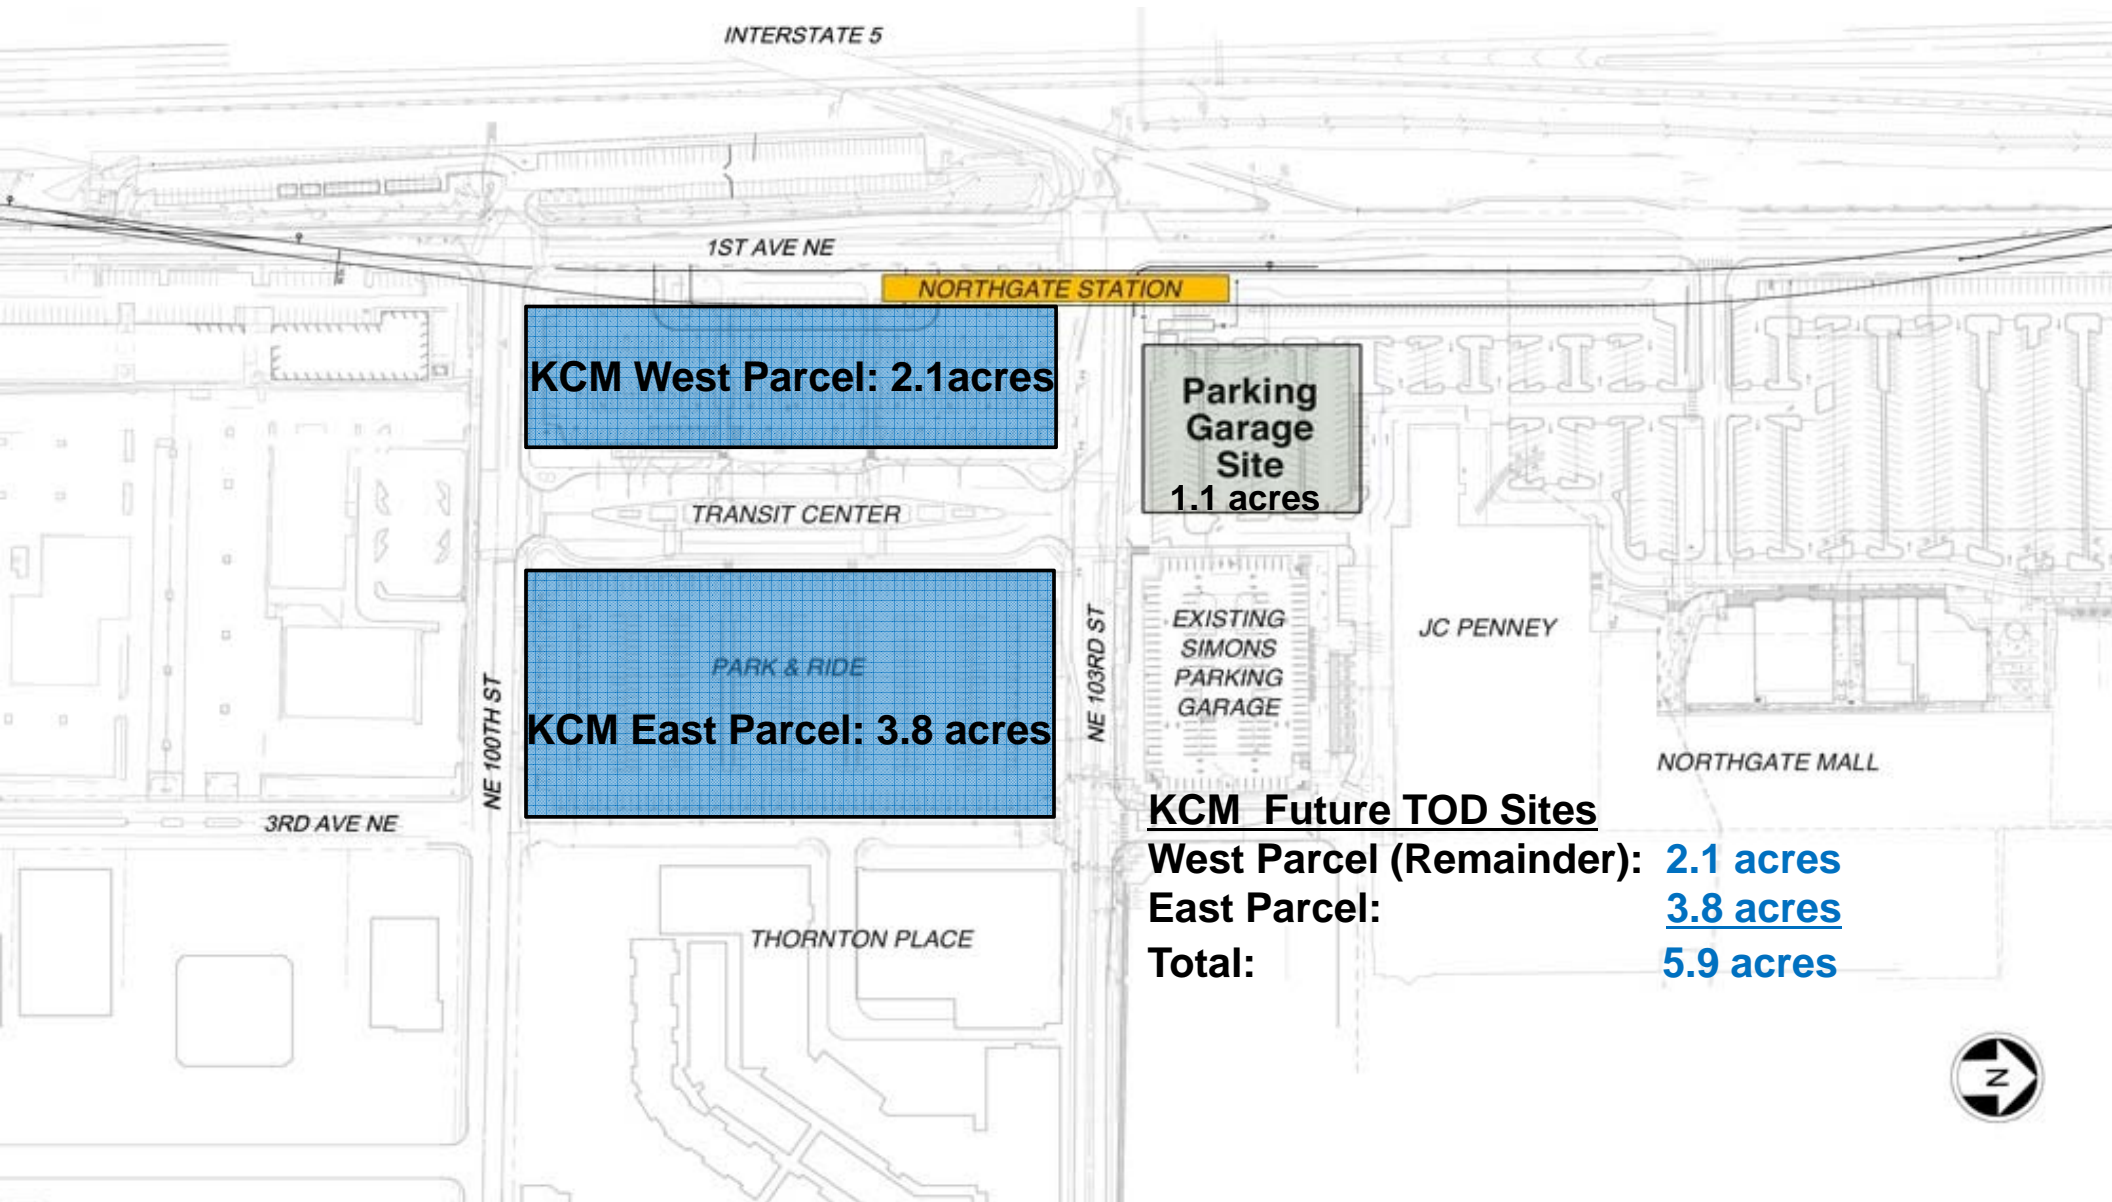 INTERSTATE 5
1ST AVE NE
NORTHGATE STATION
KCM West Parcel: 2.1acres
Parking
Garage
Site
1.1 acres
TRANSIT CENTER
PARK & RIDE
KCM East Parcel: 3.8 acres
NE 100TH ST
NE 103RD ST
EXISTING
SIMONS
PARKING
GARAGE
JC PENNEY
NORTHGATE MALL
3RD AVE NE
THORNTON PLACE
KCM Future TOD Sites
West Parcel (Remainder): 2.1 acres
East Parcel: 3.8 acres
Total: 5.9 acres
N